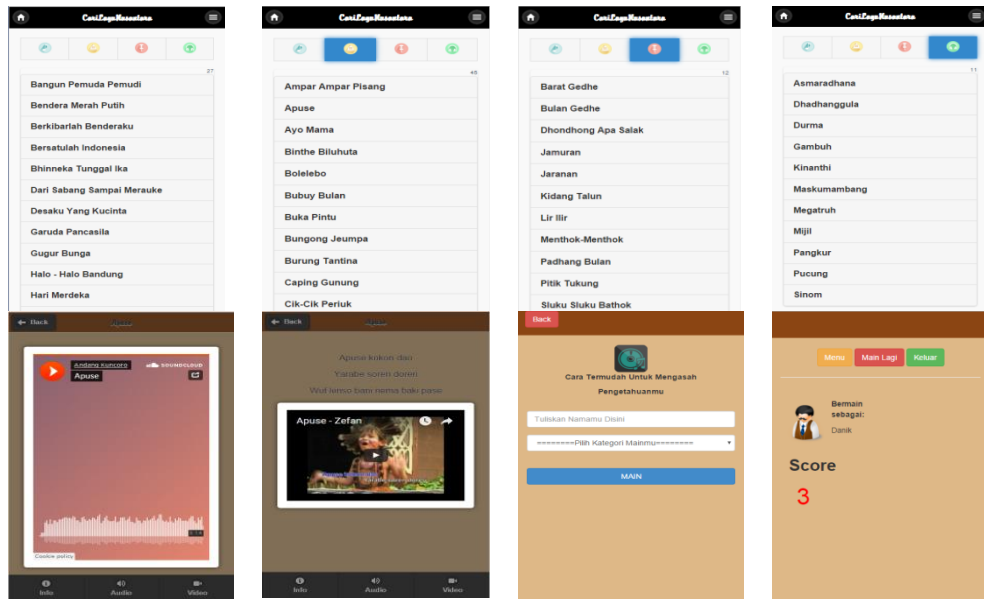 CariLaguNusantara
27
Bangun Pemuda Pemudi
Bendera Merah Putih
Berkibarlah Benderaku
Bersatulah Indonesia
Bhinneka Tunggal Ika
Dari Sabang Sampai Merauke
Desaku Yang Kucinta
Garuda Pancasila
Gugur Bunga
Halo - Halo Bandung
Hari Merdeka
CariLaguNusantara
45
Ampar Ampar Pisang
Apuse
Ayo Mama
Binthe Biluhuta
Bolelebo
Bubuy Bulan
Buka Pintu
Bungong Jeumpa
Burung Tantina
Caping Gunung
Cik-Cik Periuk
CariLaguNusantara
12
Barat Gedhe
Bulan Gedhe
Dhondhong Apa Salak
Jamuran
Jaranan
Kidang Talun
Lir Ilir
Menthok-Menthok
Padhang Bulan
Pitik Tukung
Sluku Sluku Bathok
CariLaguNusantara
11
Asmaradhana
Dhadhanggula
Durma
Gambuh
Kinanthi
Maskumambang
Megatruh
Mijil
Pangkur
Pucung
Sinom
Back
Apuse
Andang Kuncoro
SOUNDCLOUD
Apuse
Cookie policy
Info Audio Video
Back
Apuse
Apuse kokon dao
Yarabe soren doreri
Wuf lenso bani nema baki pase
Apuse - Zefan
Info Audio Video
Back
Cara Termudah Untuk Mengasah
Pengetahuanmu
Tuliskan Namamu Disini
========Pilih Kategori Mainmu========
MAIN
Menu Main Lagi Keluar
Bermain
sebagai:
Danik
Score
3